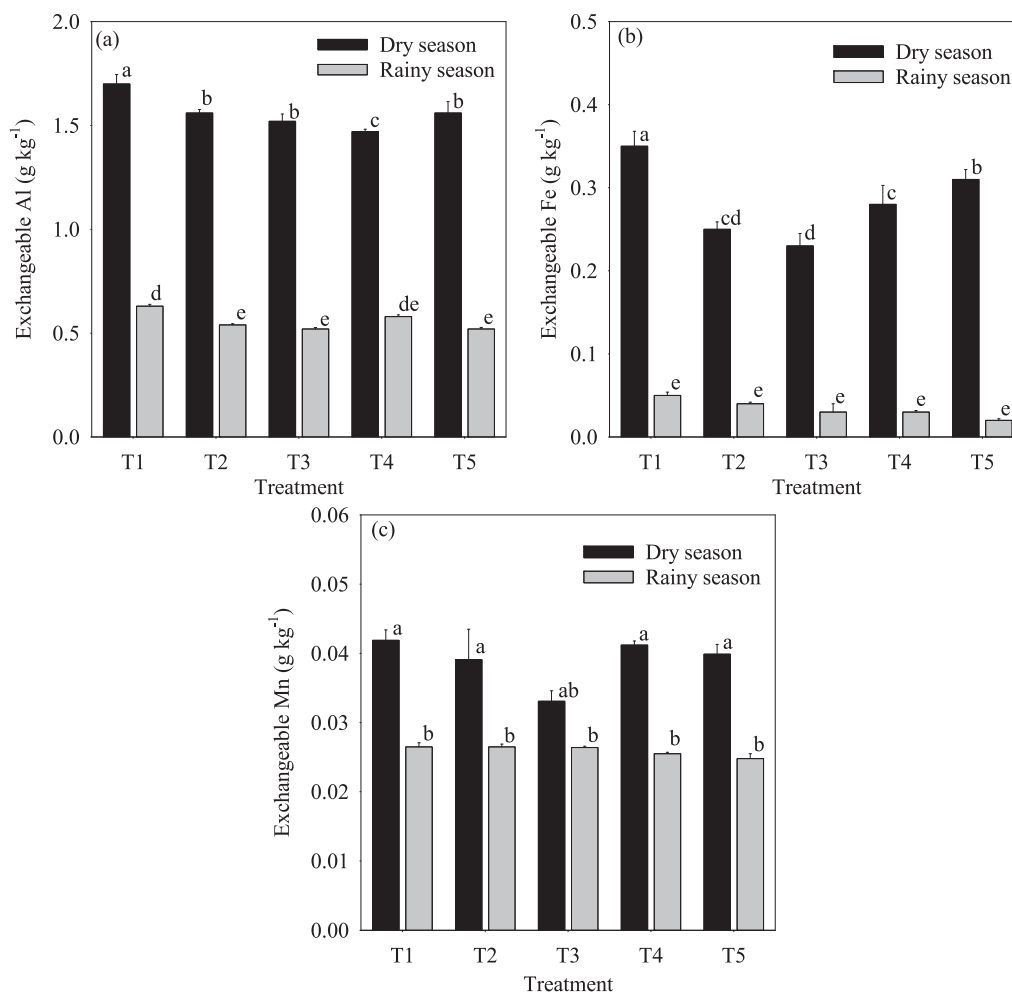 (a)
Dry season
Rainy season
Exchangeable Al (g kg⁻¹)
2.0
1.5
1.0
0.5
0.0
a
b
b
c
b
d
e
e
de
e
T1 T2 T3 T4 T5
Treatment
(b)
Dry season
Rainy season
Exchangeable Fe (g kg⁻¹)
0.5
0.4
0.3
0.2
0.1
0.0
a
cd
d
c
b
e
e
e
e
e
T1 T2 T3 T4 T5
Treatment
(c)
Dry season
Rainy season
Exchangeable Mn (g kg⁻¹)
0.06
0.05
0.04
0.03
0.02
0.01
0.00
a
a
ab
a
a
b
b
b
b
b
T1 T2 T3 T4 T5
Treatment